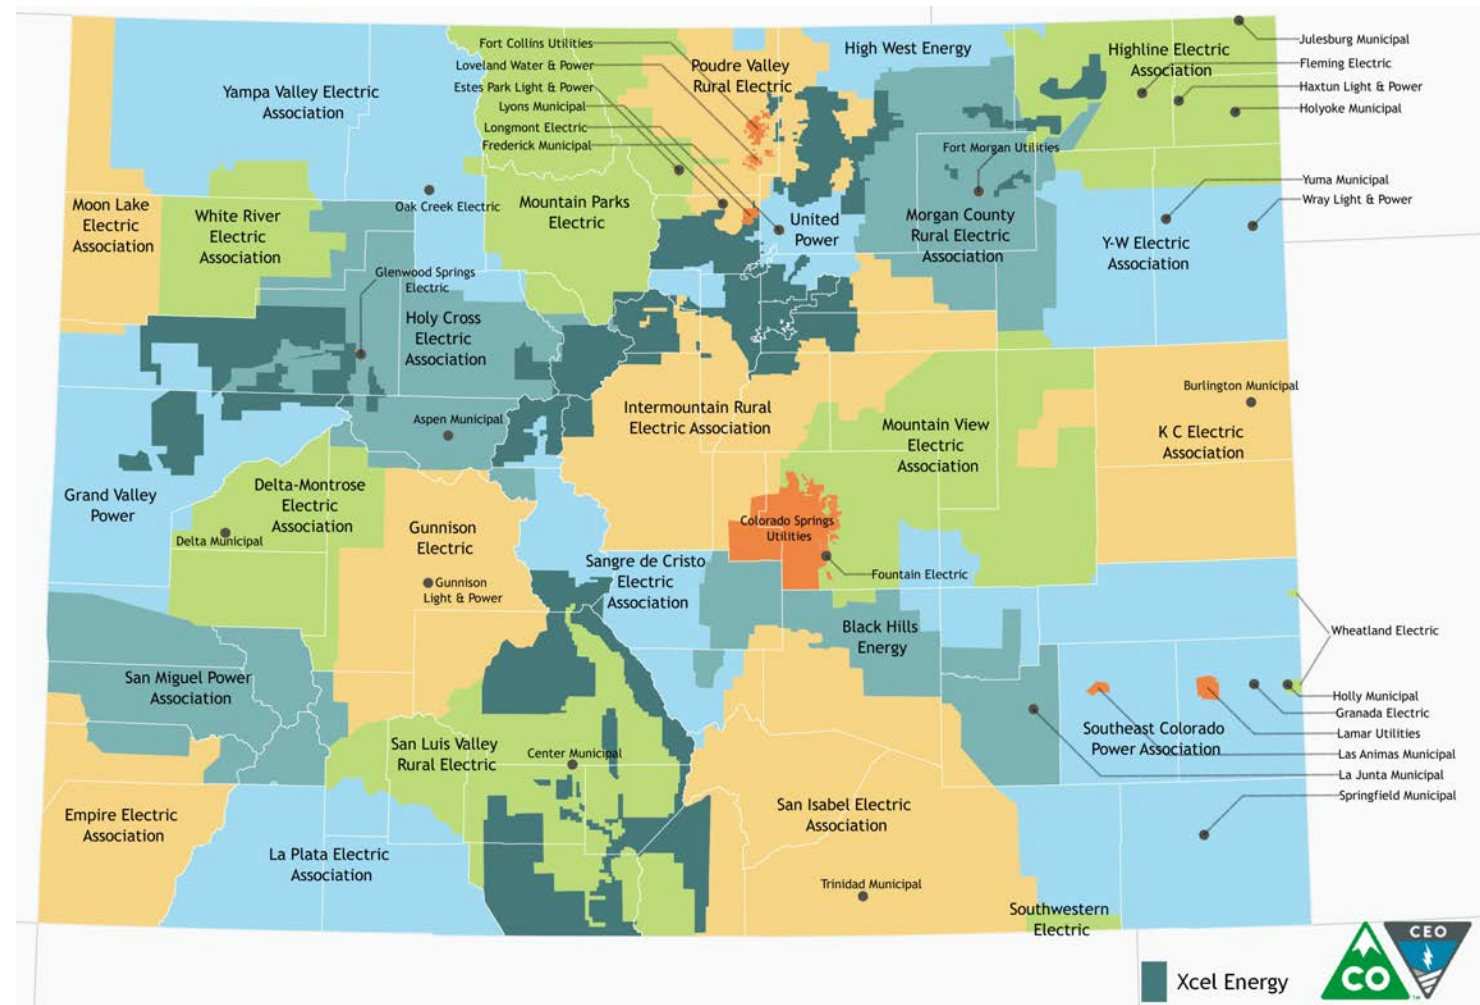 Fort Collins Utilities
Loveland Water & Power
Estes Park Light & Power
Lyons Municipal
Longmont Electric
Frederick Municipal
Poudre Valley
Rural Electric
High West Energy
Highline Electric
Association
Julesburg Municipal
Fleming Electric
Haxtun Light & Power
Holyoke Municipal
Yampa Valley Electric
Association
Fort Morgan Utilities
Yuma Municipal
Wray Light & Power
Moon Lake
Electric
Association
White River
Electric
Association
Oak Creek Electric
Mountain Parks
Electric
United
Power
Morgan County
Rural Electric
Association
Y-W Electric
Association
Glenwood Springs
Electric
Holy Cross
Electric
Association
Aspen Municipal
Intermountain Rural
Electric Association
Mountain View
Electric
Association
Burlington Municipal
K C Electric
Association
Grand Valley
Power
Delta-Montrose
Electric
Association
Delta Municipal
Gunnison
Electric
Gunnison
Light & Power
Colorado Springs
Utilities
Fountain Electric
Sangre de Cristo
Electric
Association
Black Hills
Energy
Wheatland Electric
San Miguel Power
Association
Holly Municipal
Granada Electric
Lamar Utilities
Las Animas Municipal
La Junta Municipal
Springfield Municipal
Southeast Colorado
Power Association
San Luis Valley
Rural Electric
Center Municipal
Empire Electric
Association
La Plata Electric
Association
San Isabel Electric
Association
Trinidad Municipal
Southwestern
Electric
Xcel Energy
CO
TM
CEO